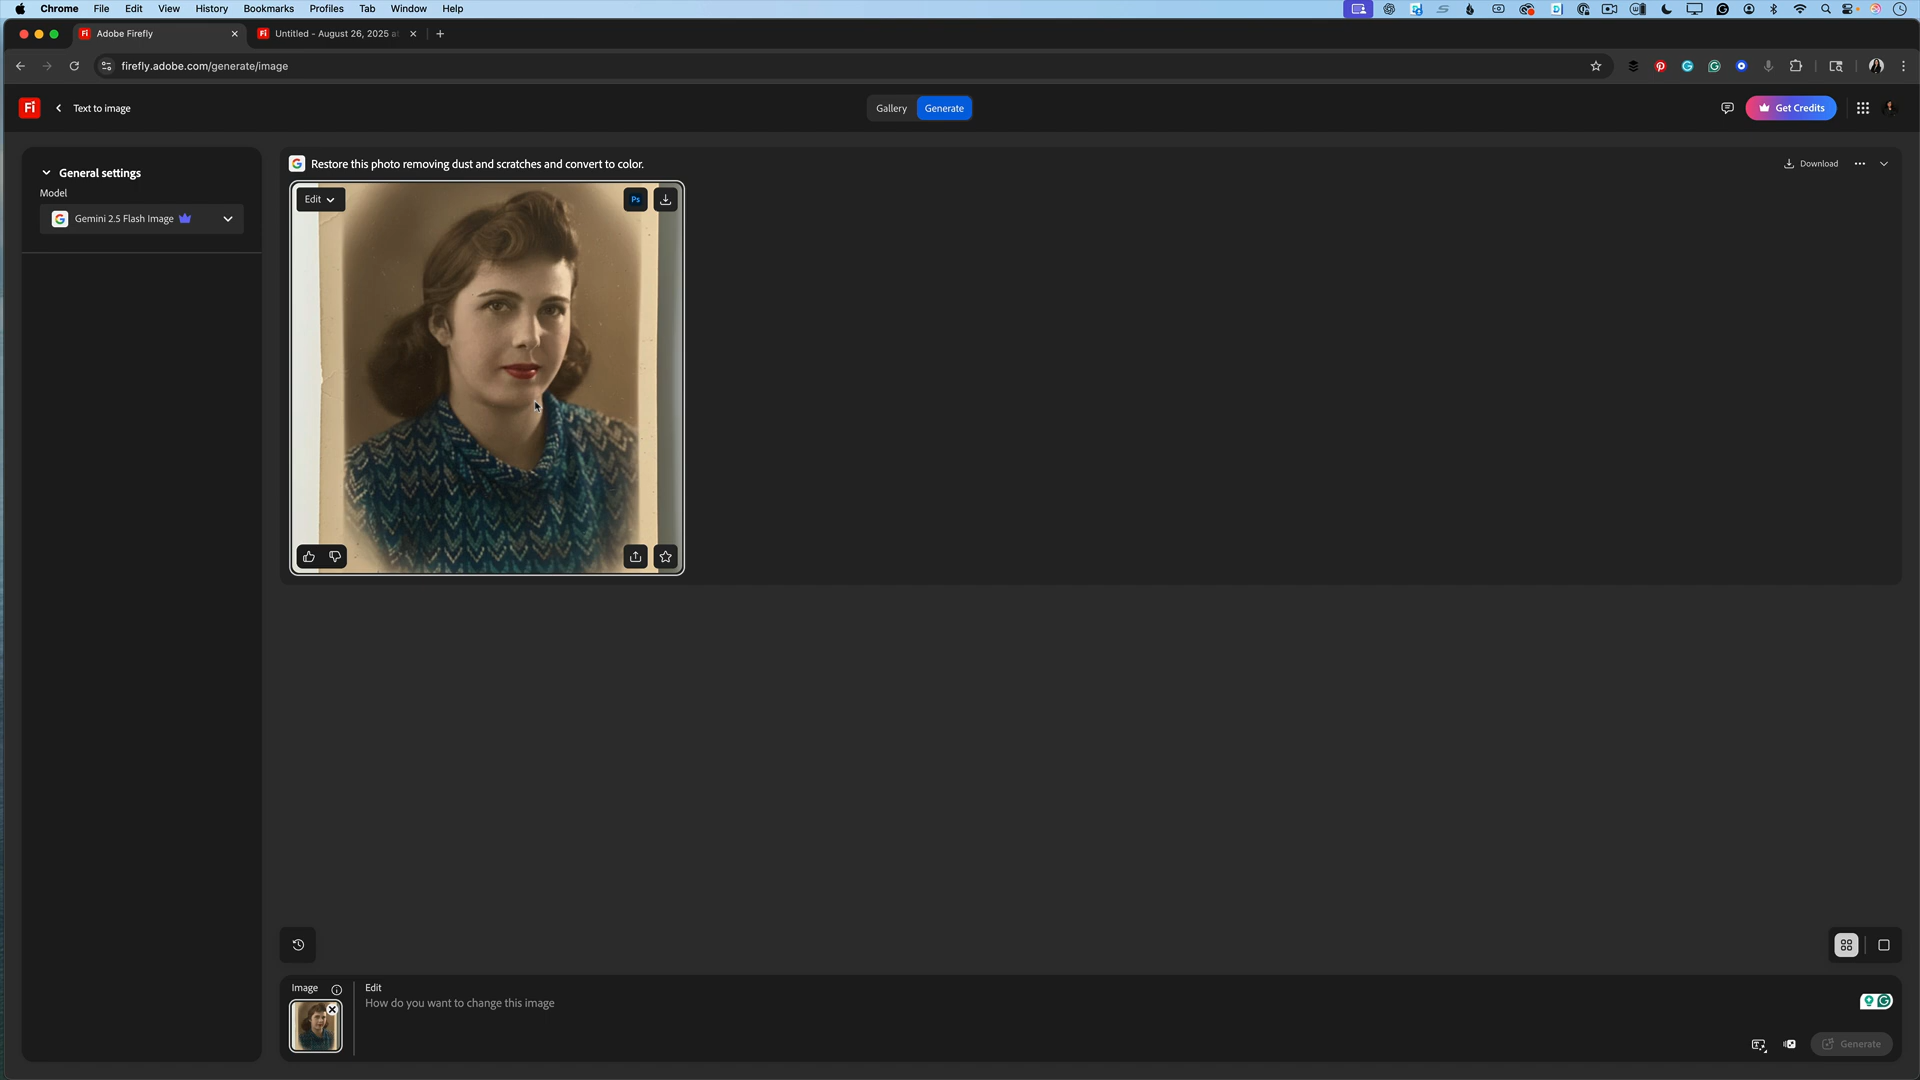 Chrome File Edit View History Bookmarks Profiles Tab Window Help
Adobe Firefly
Untitled - August 26, 2025 a
firefly.adobe.com/generate/image
Fi
Text to image
Gallery
Generate
Get Credits
General settings
Model
Gemini 2.5 Flash Image
Restore this photo removing dust and scratches and convert to color.
Download
Edit
Ps
Image
Edit
How do you want to change this image
Generate